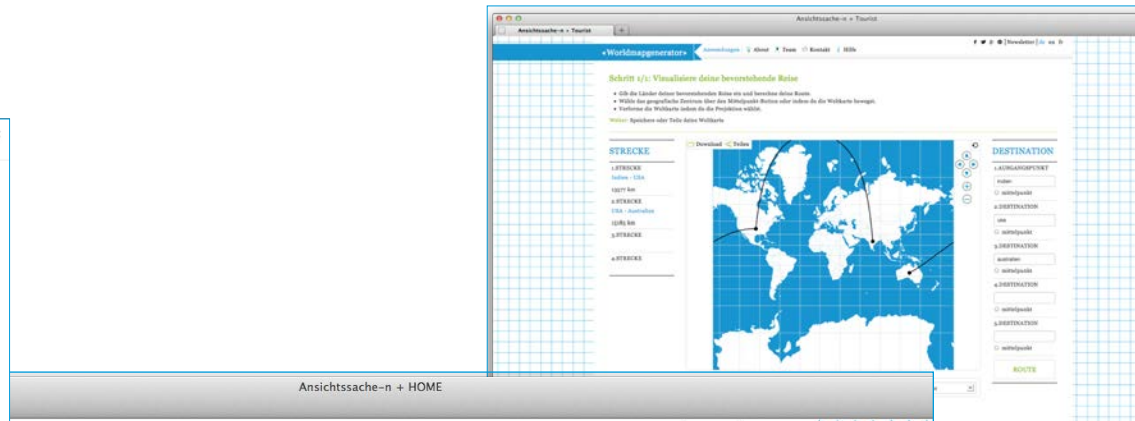 Ansichtssache-n + Tourist
Ansichtssache-n + Tourist
«Worldmapgenerator»
Anwendungen About Team Kontakt Hilfe
Newsletter de en fr
Schritt 1/1: Visualisiere deine bevorstehende Reise
Gib die Länder deiner bevorstehenden Reise ein und berechne deine Route.
Wähle das geografische Zentrum über den Mittelpunkt-Button oder indem du die Weltkarte bewegst.
Verforme die Weltkarte indem du die Projektion wählst.
Weiter: Speichere oder Teile deine Weltkarte
STRECKE
1.STRECKE
Indien - USA
13577 km
2.STRECKE
USA - Australien
15185 km
3.STRECKE
4.STRECKE
Download Teilen
DESTINATION
1.AUSGANGSPUNKT
indien
mittelpunkt
2.DESTINATION
usa
mittelpunkt
3.DESTINATION
australien
mittelpunkt
4.DESTINATION
mittelpunkt
5.DESTINATION
mittelpunkt
ROUTE
Ansichtssache-n + HOME